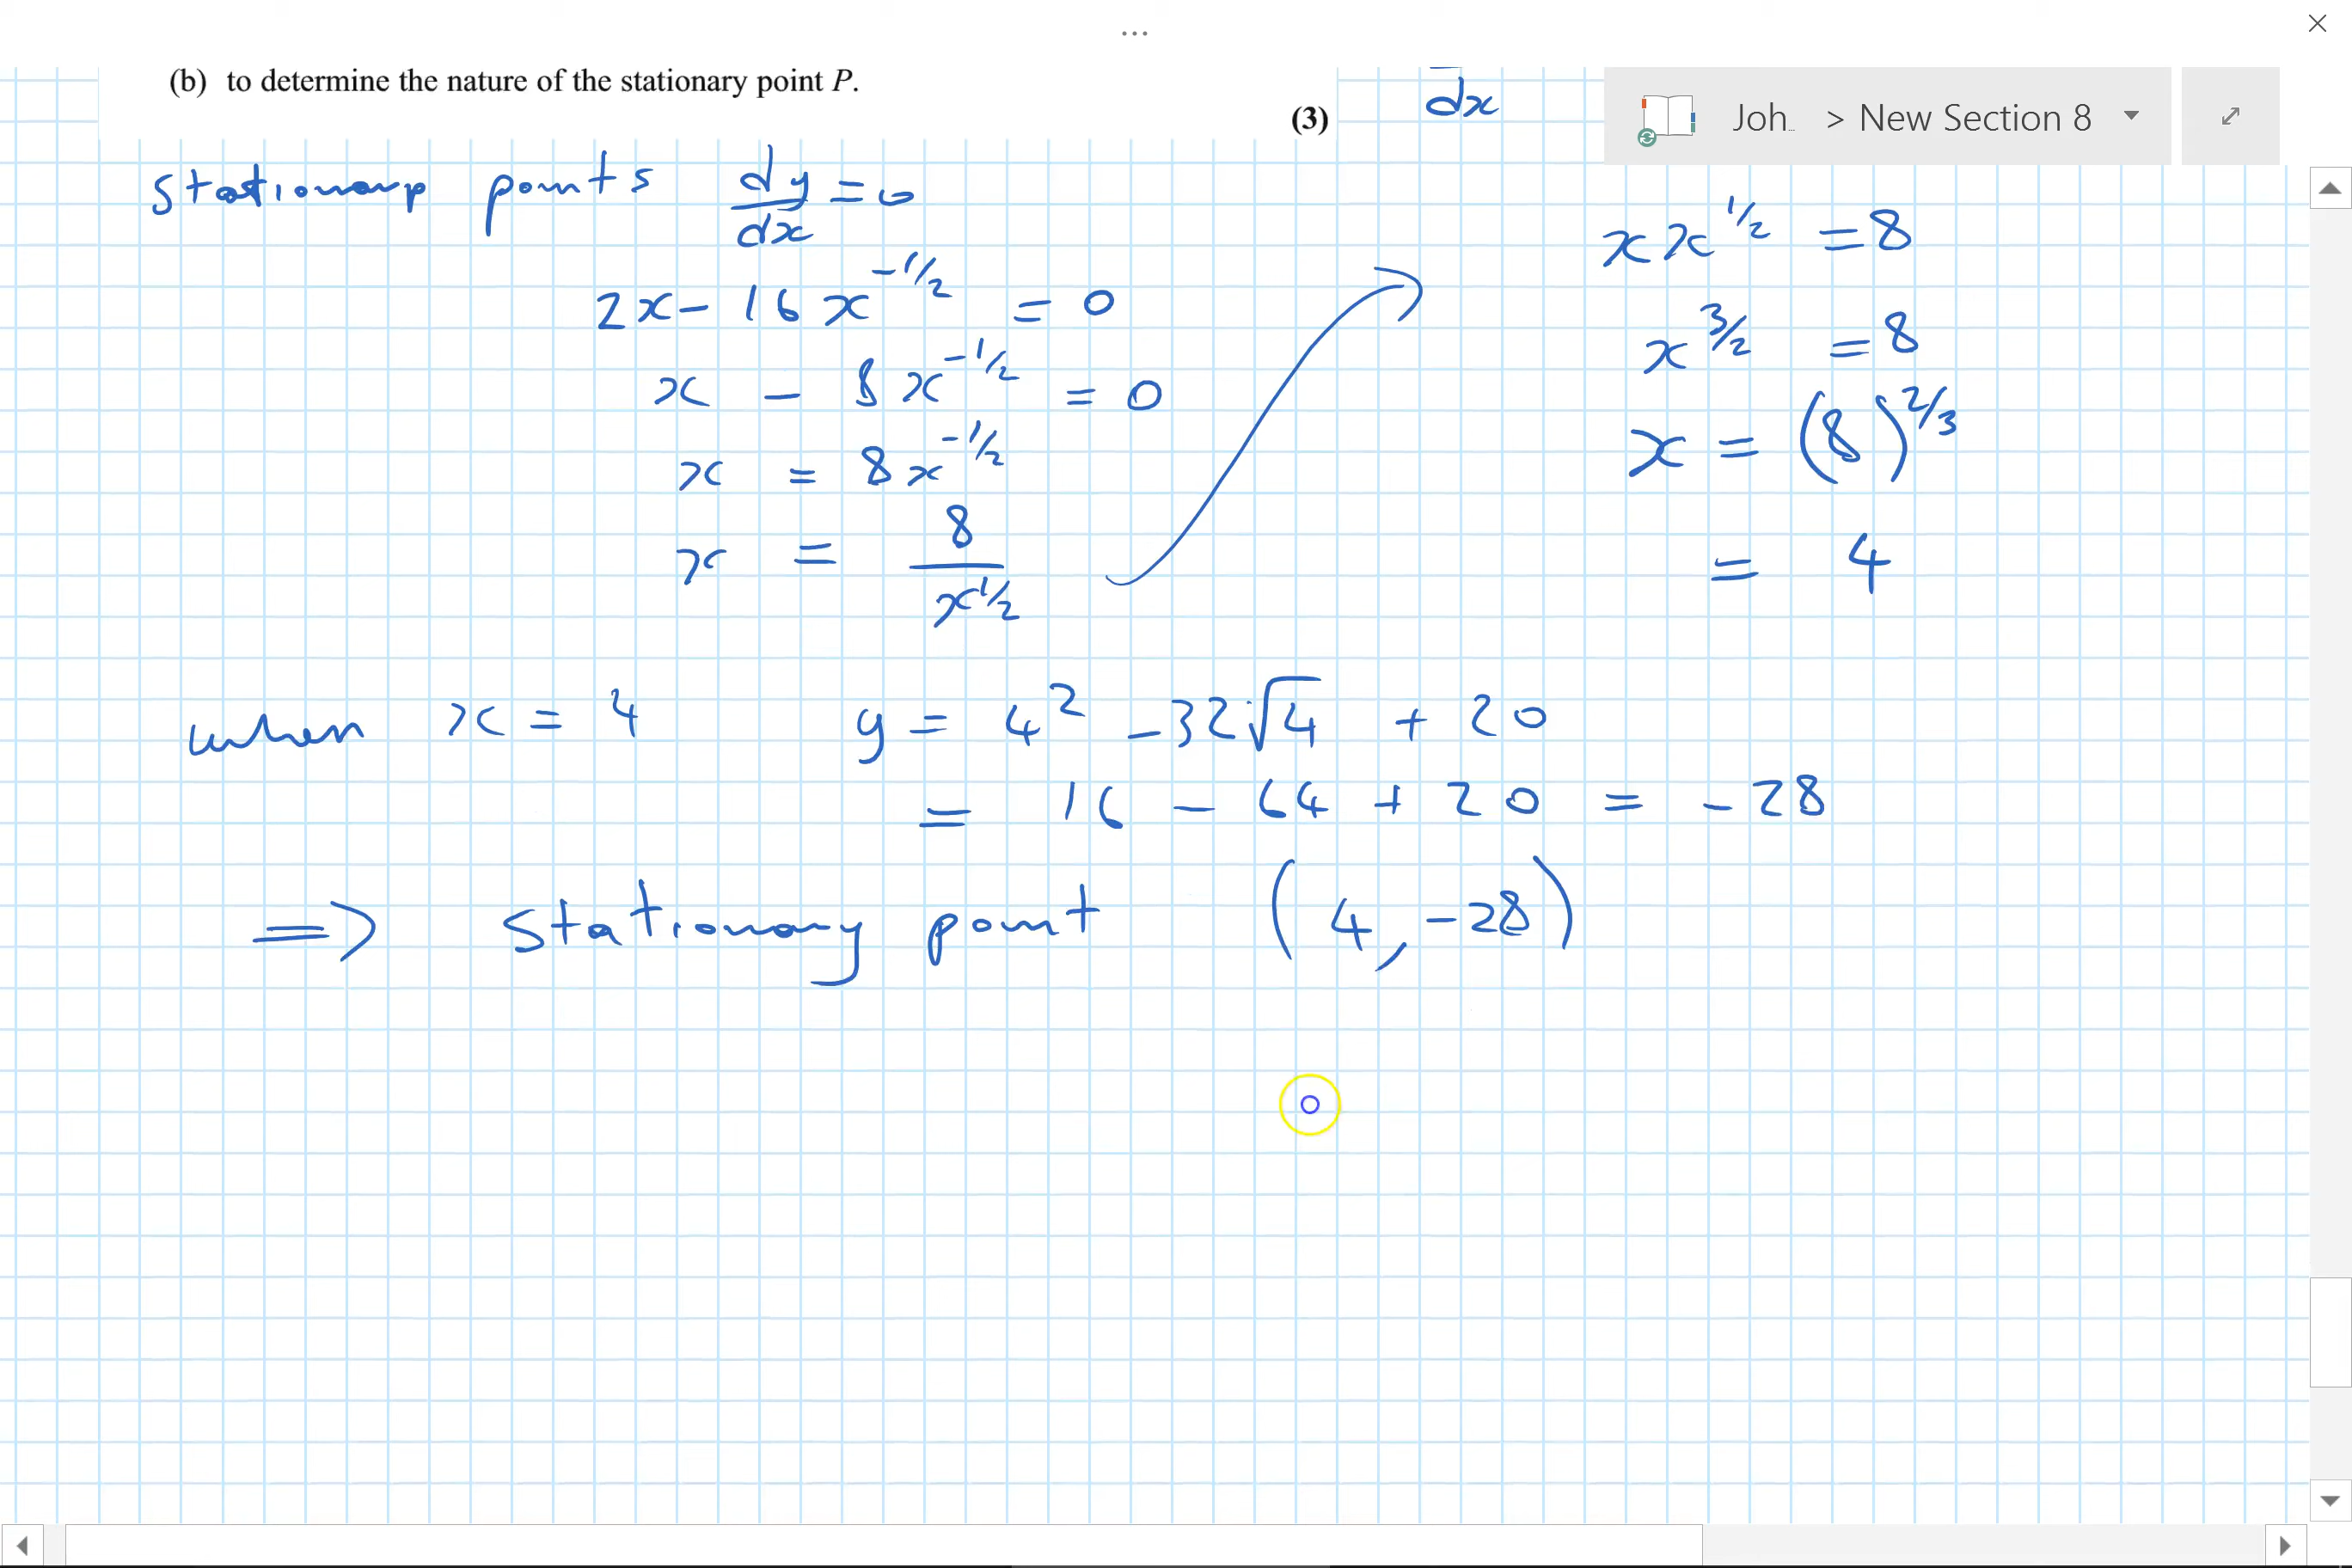 (b) to determine the nature of the stationary point P.
(3)
dx
Joh... > New Section 8
stationary points dy/dx = 0
2x - 16x^{-1/2} = 0
x - 8x^{-1/2} = 0
x = 8x^{-1/2}
x = 8/x^{1/2}
x x^{1/2} = 8
x^{3/2} = 8
x = (8)^{2/3}
= 4
when x = 4 y = 4² - 32√4 + 20
= 16 - 64 + 20 = -28
⇒ stationary point (4, -28)